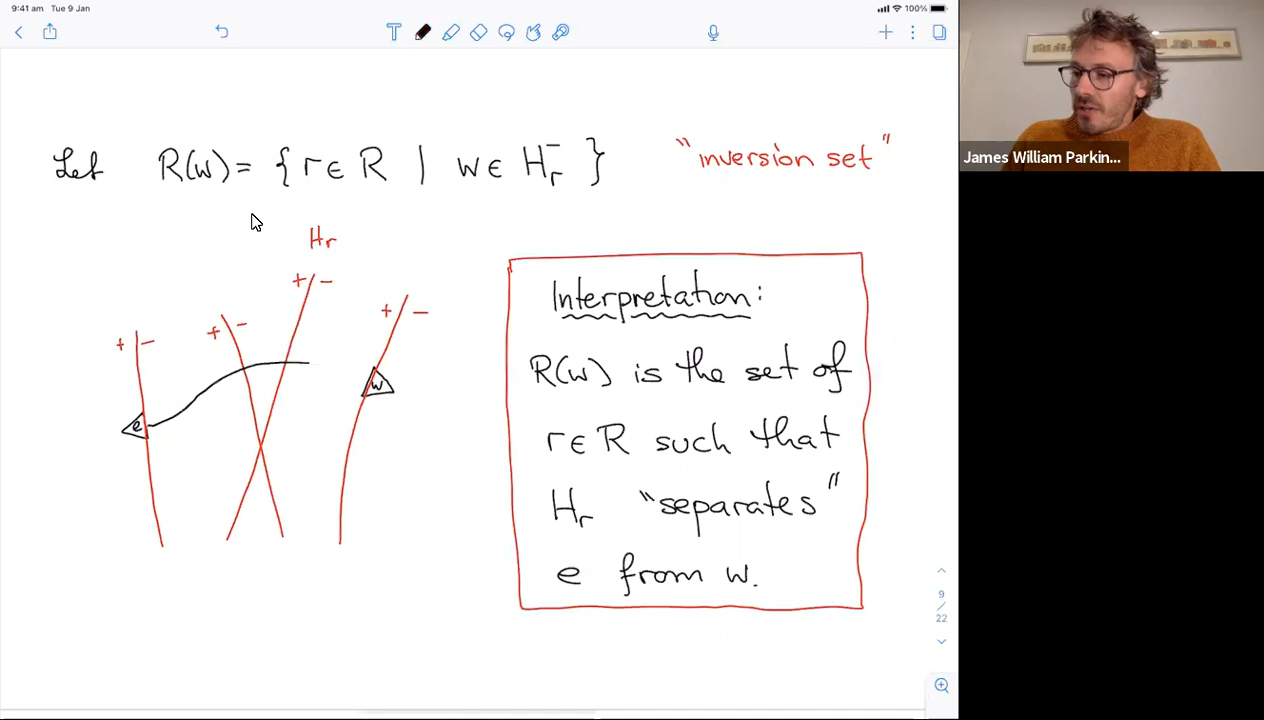 9:41 am Tue 9 Jan
100%
Let R(w) = { r ∈ R | w ∈ H_r^- } "inversion set"
H_r
+ -
+ -
+ -
+ -
e
w
Interpretation:
R(w) is the set of
r ∈ R such that
H_r "separates"
e from w.
James William Parkin...
9
/
22